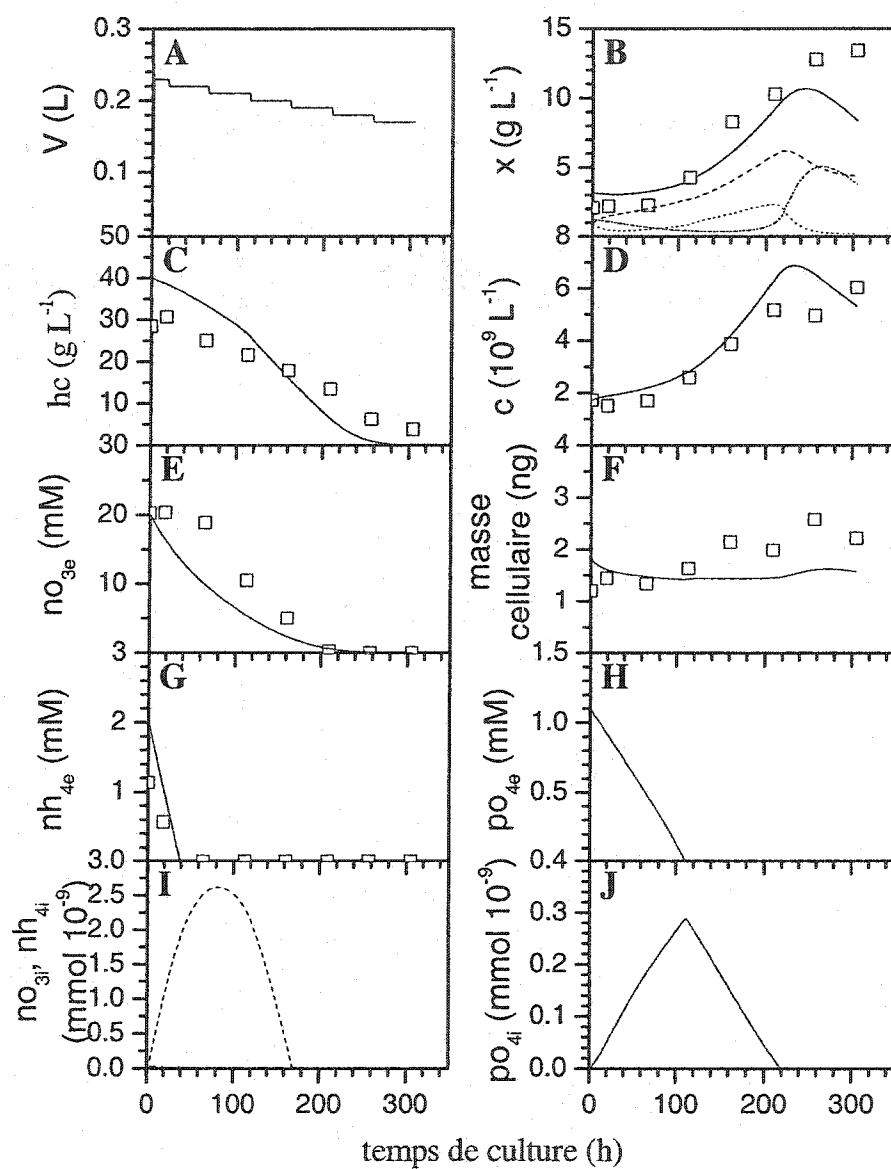 0.3
A
0.2
V (L)
0.1
50
15
B
10
x (g L⁻¹)
5
8
C
40
30
hc (g L⁻¹)
20
10
30
D
6
c (10⁹ L⁻¹)
4
2
4
E
20
no₃ₑ (mM)
10
3
F
3
masse
cellulaire (ng)
2
1
1.5
G
2
nh₄ₑ (mM)
1
3.0
H
1.0
po₄ₑ (mM)
0.5
0.4
I
2.5
2.0
no₃ᵢ, nh₄ᵢ
(mmol 10⁻⁹)
1.5
1.0
0.5
0.0
J
0.3
po₄ᵢ (mmol 10⁻⁹)
0.2
0.1
0.0
0 100 200 300
0 100 200 300
temps de culture (h)